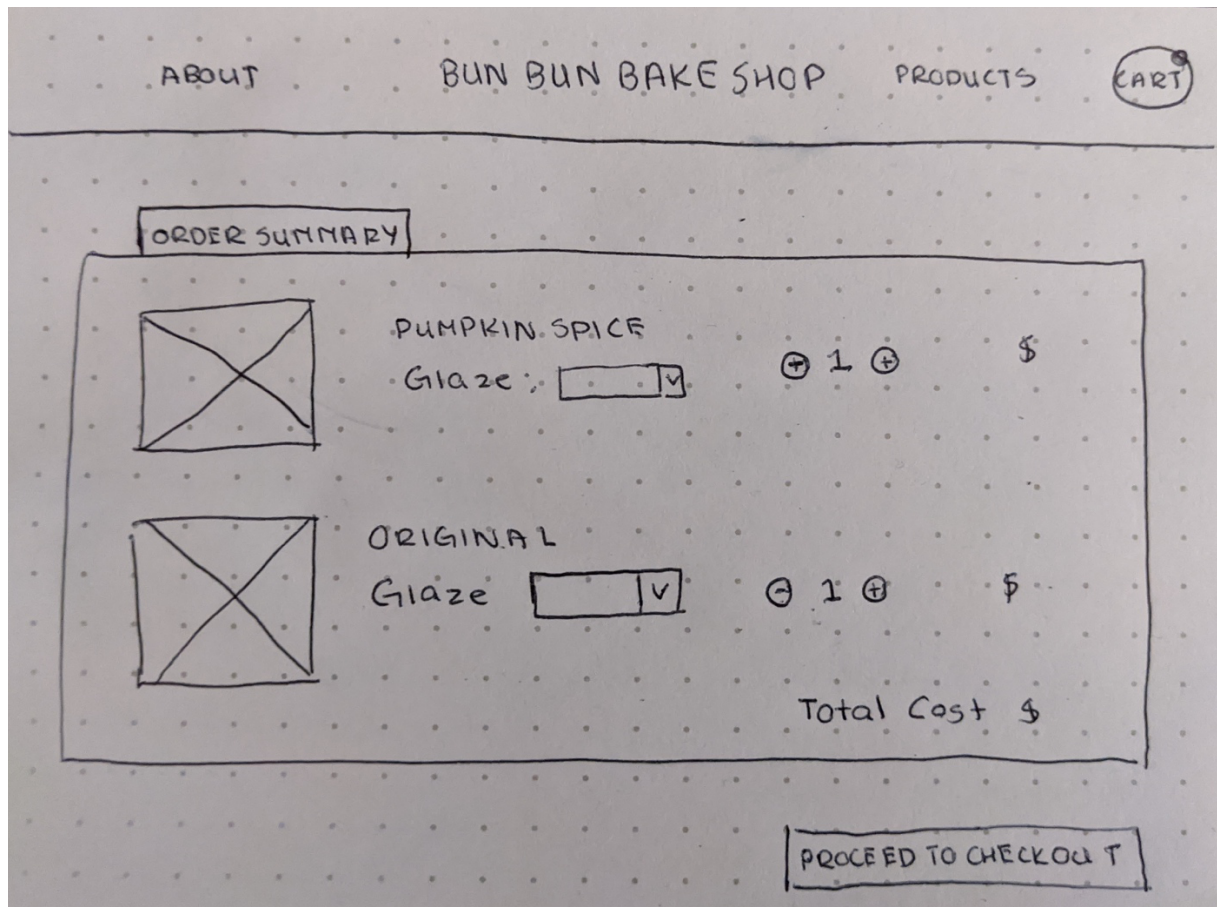 ABOUT BUN BUN BAKE SHOP PRODUCTS CART
ORDER SUMMARY
PUMPKIN SPICE
Glaze: ⊕ 1 ⊕ $
ORIGINAL
Glaze ⊖ 1 ⊕ $
Total Cost $
PROCEED TO CHECKOUT